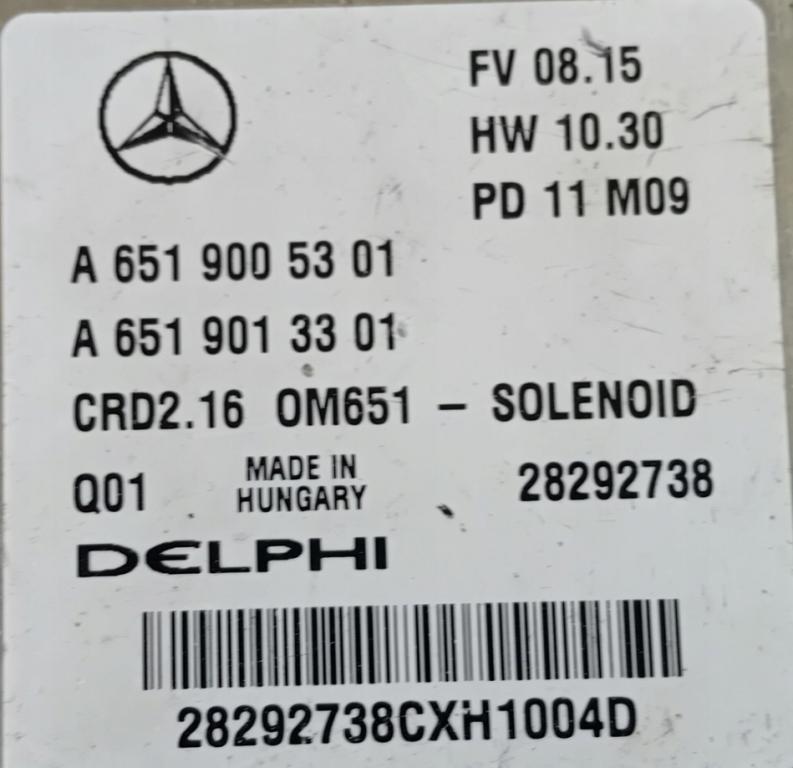 FV 08.15
HW 10.30
PD 11 M09
A 651 900 53 01
A 651 901 33 01
CRD2.16 OM651 – SOLENOID
Q01 MADE IN HUNGARY 28292738
DELPHI
28292738CXH1004D